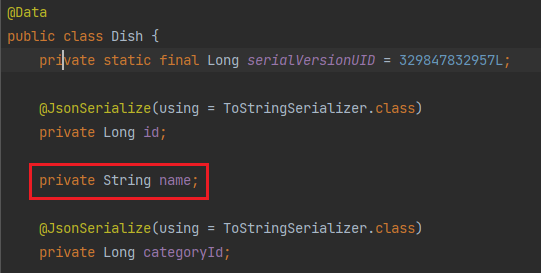 @Data
public class Dish {
private static final Long serialVersionUID = 329847832957L;
@JsonSerialize(using = ToStringSerializer.class)
private Long id;
private String name;
@JsonSerialize(using = ToStringSerializer.class)
private Long categoryId;